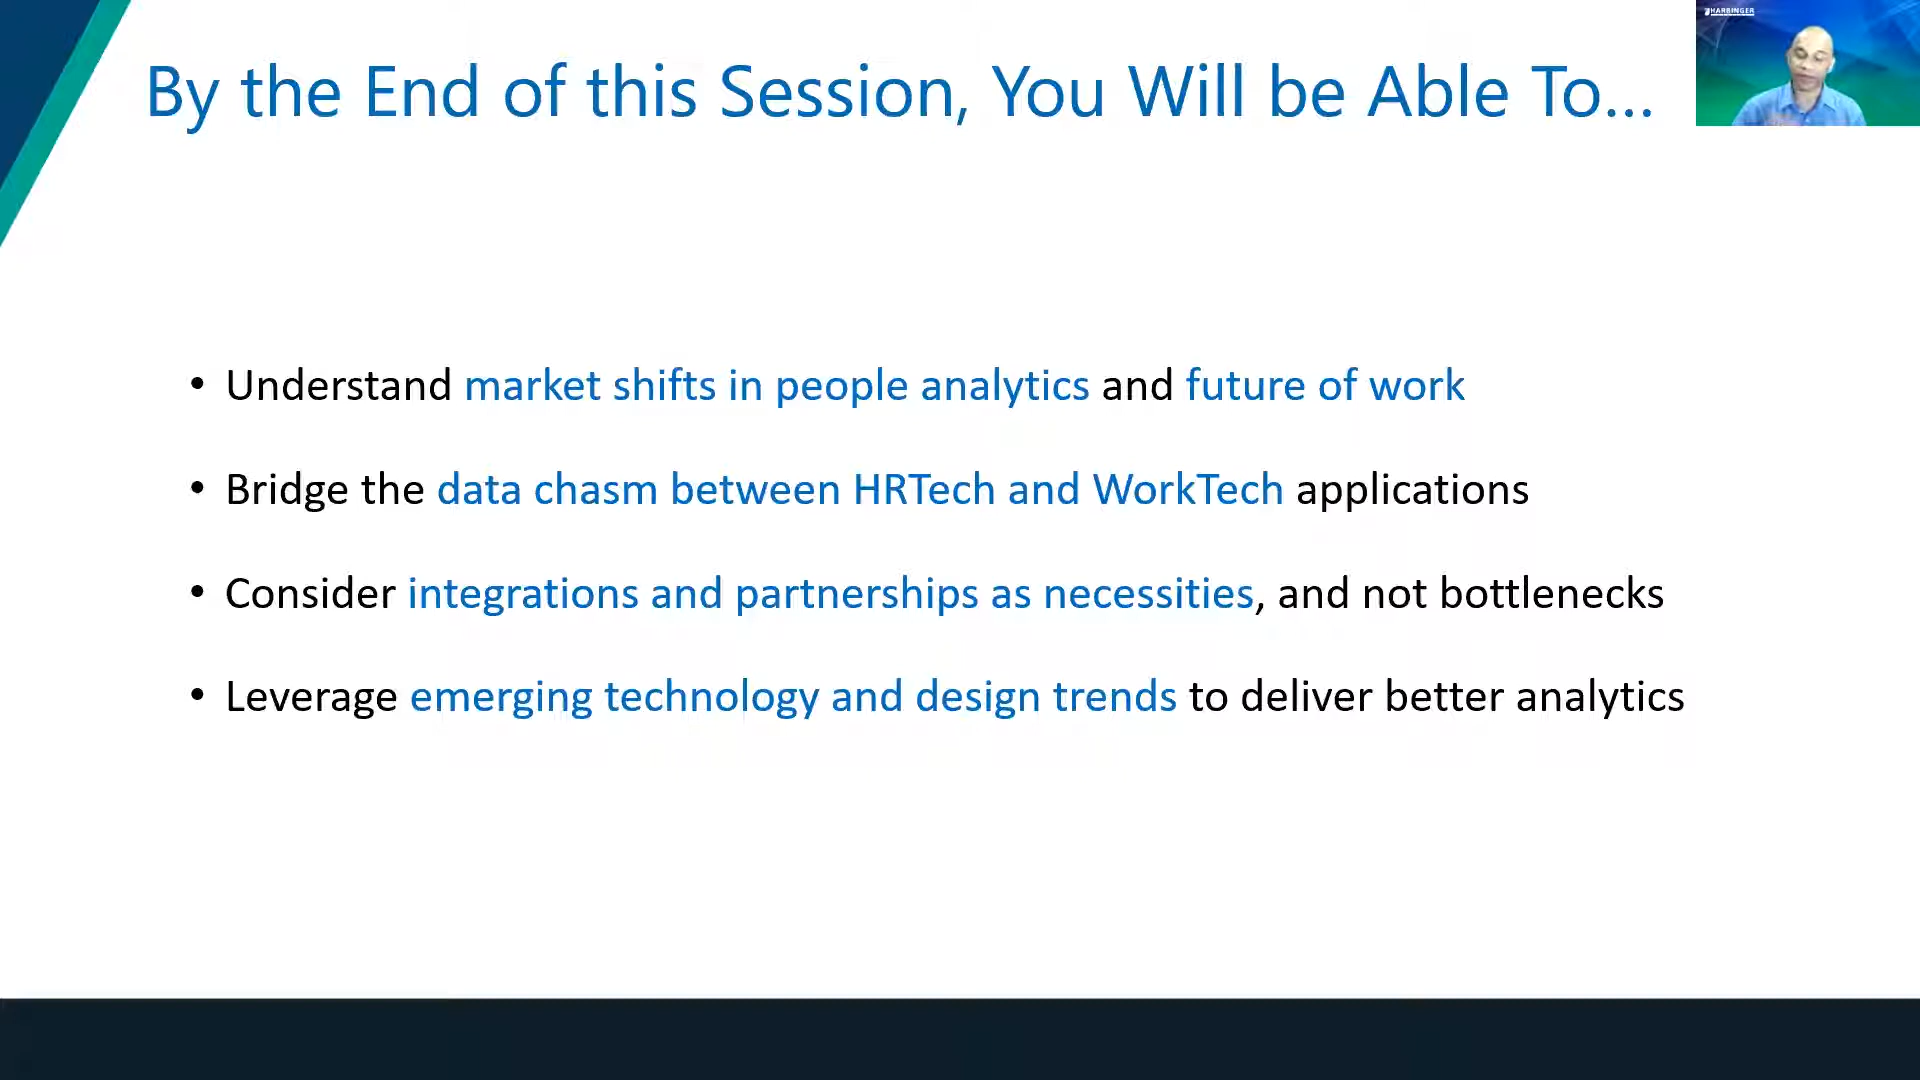 HARBINGER
By the End of this Session, You Will be Able To...
• Understand market shifts in people analytics and future of work
• Bridge the data chasm between HRTech and WorkTech applications
• Consider integrations and partnerships as necessities, and not bottlenecks
• Leverage emerging technology and design trends to deliver better analytics